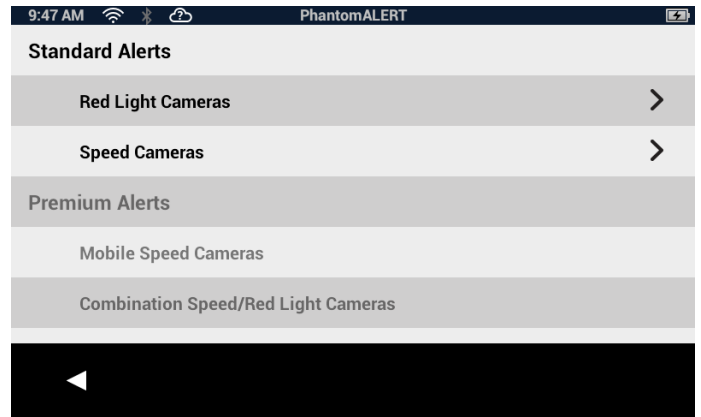 9:47 AM PhantomALERT
Standard Alerts
Red Light Cameras
Speed Cameras
Premium Alerts
Mobile Speed Cameras
Combination Speed/Red Light Cameras